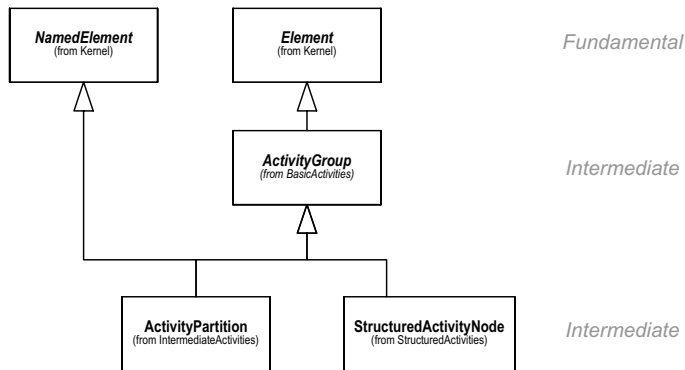 NamedElement
(from Kernel)
Element
(from Kernel)
Fundamental
ActivityGroup
(from BasicActivities)
Intermediate
ActivityPartition
(from IntermediateActivities)
StructuredActivityNode
(from StructuredActivities)
Intermediate